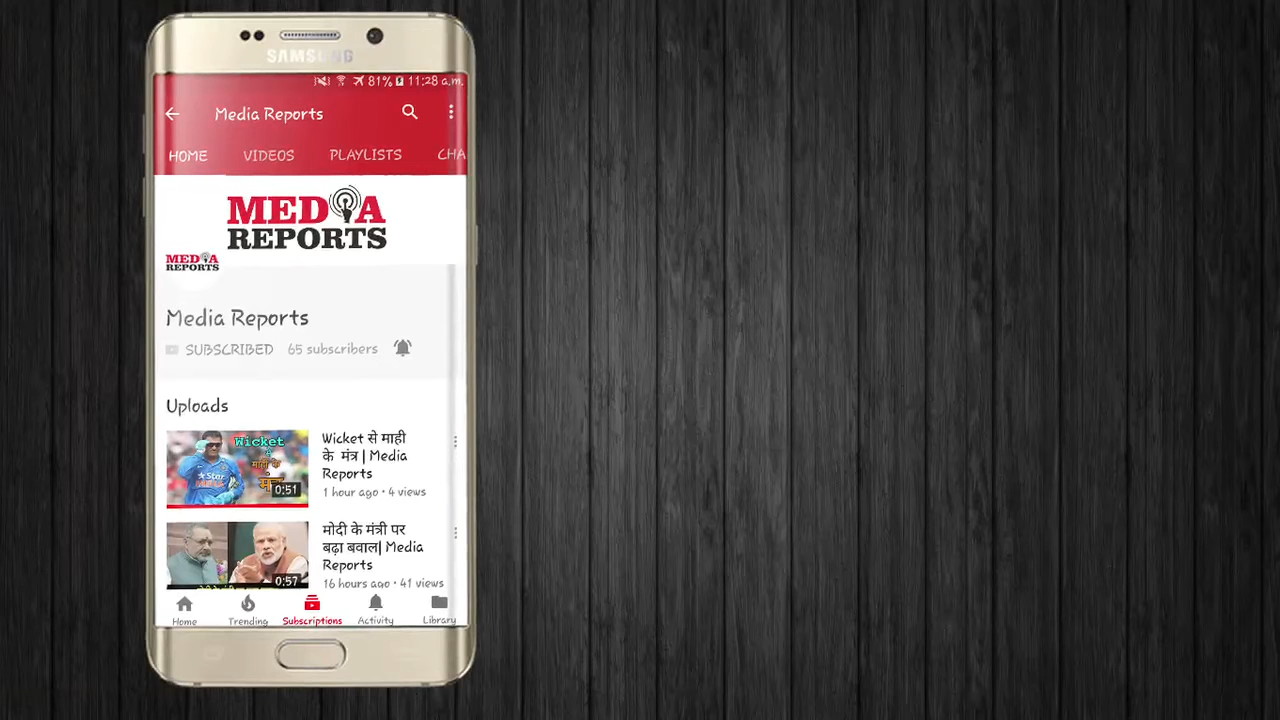 SAMSUNG
81% 11:28 a.m.
Media Reports
HOME VIDEOS PLAYLISTS CHA
MEDIA
REPORTS
MEDIA
REPORTS
Media Reports
SUBSCRIBED 65 subscribers
Uploads
Wicket
से
माही के
मंत्र
Star
0:51
Wicket से माही
के मंत्र | Media
Reports
1 hour ago • 4 views
0:57
मोदी के मंत्री पर
बढ़ा बवाल| Media
Reports
16 hours ago • 41 views
Home Trending Subscriptions Activity Library